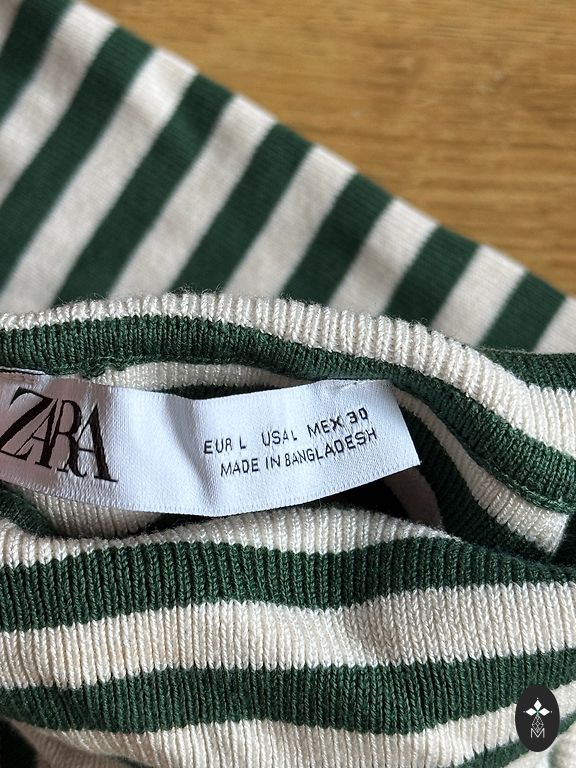 ZARA
EUR L USA L MEX 30
MADE IN BANGLADESH
M